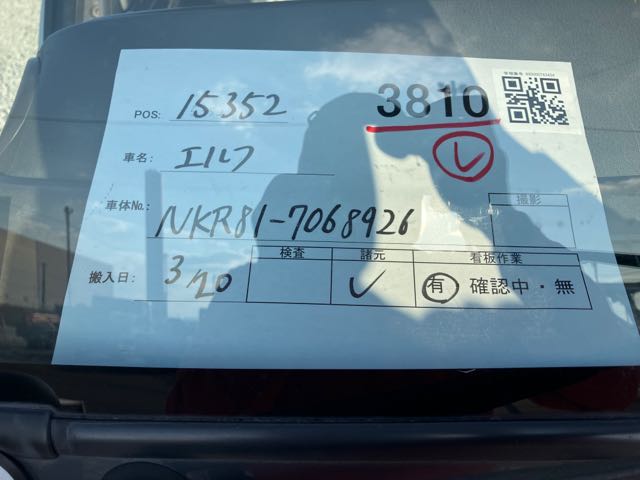 POS: 15352
3810
レ
車名: エルフ
車体No.: NKR81-7068926
撮影
搬入日: 3/20
検査 諸元 看板作業
✓ 有 確認中・無